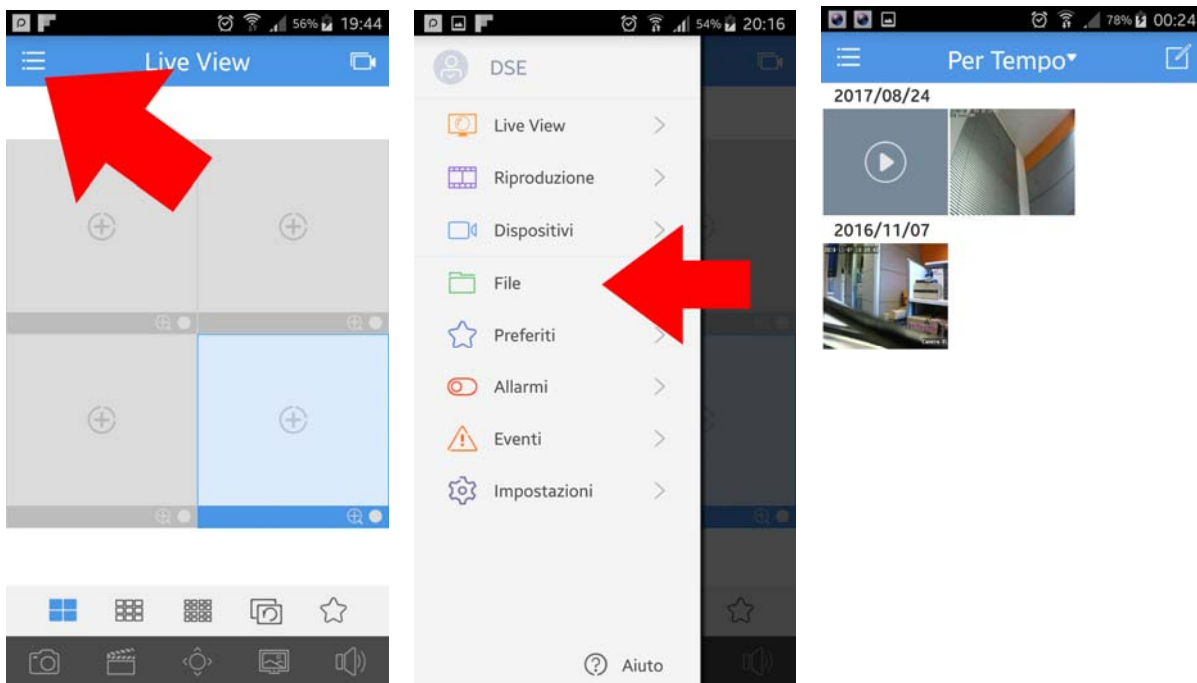 56% 19:44
Live View
54% 20:16
DSE
Live View
Riproduzione
Dispositivi
File
Preferiti
Allarmi
Eventi
Impostazioni
? Aiuto
78% 00:24
Per Tempo
2017/08/24
2016/11/07